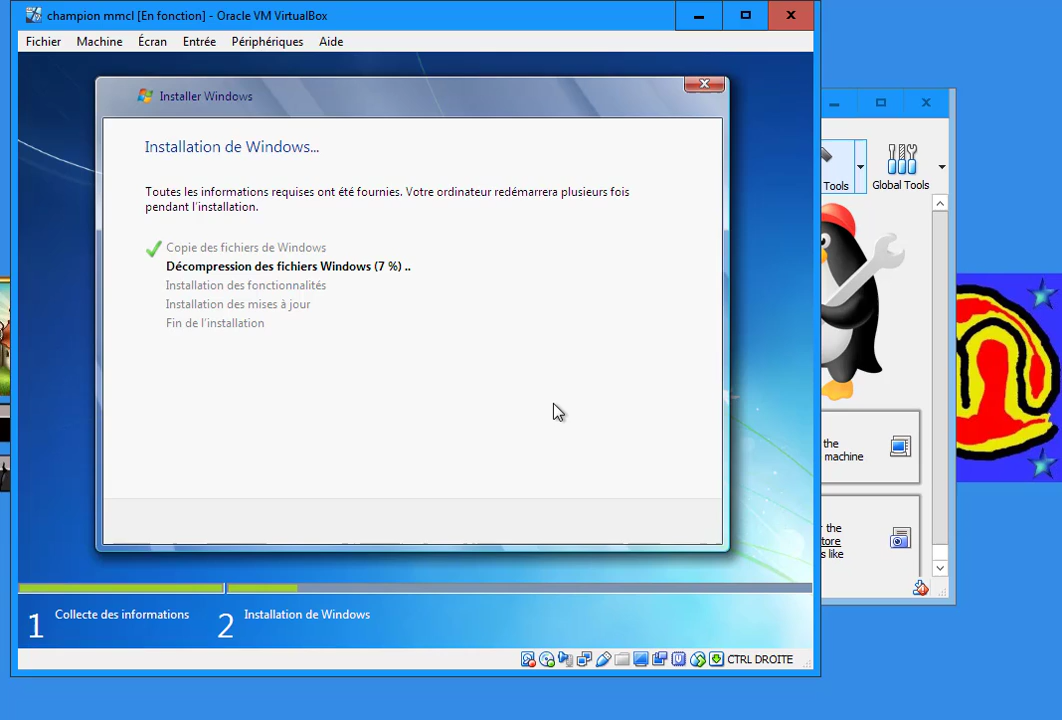 champion mmcl [En fonction] - Oracle VM VirtualBox
Fichier Machine Écran Entrée Périphériques Aide
Installer Windows
Installation de Windows...
Toutes les informations requises ont été fournies. Votre ordinateur redémarrera plusieurs fois
pendant l'installation.
Copie des fichiers de Windows
Décompression des fichiers Windows (7 %) ..
Installation des fonctionnalités
Installation des mises à jour
Fin de l'installation
1 Collecte des informations
2 Installation de Windows
CTRL DROITE
Tools
Global Tools
the
machine
r the
tore
s like